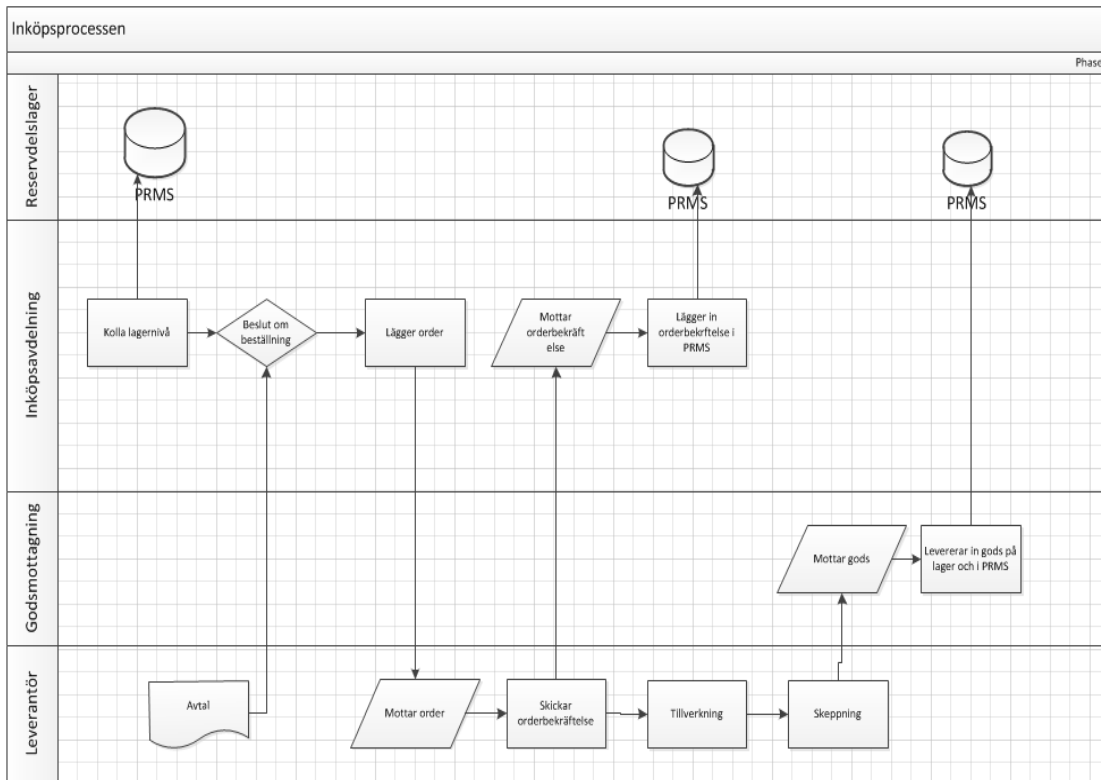 Inköpsprocessen
Phase
Reservdelslager
PRMS
PRMS
PRMS
Inköpsavdelning
Kolla lagernivå
Beslut om
beställning
Lägger order
Mottar
orderbekräft
else
Lägger in
orderbekrftelse i
PRMS
Godsmottagning
Mottar gods
Levererar in gods på
lager och i PRMS
Leverantör
Avtal
Mottar order
Skickar
orderbekräftelse
Tillverkning
Skeppning